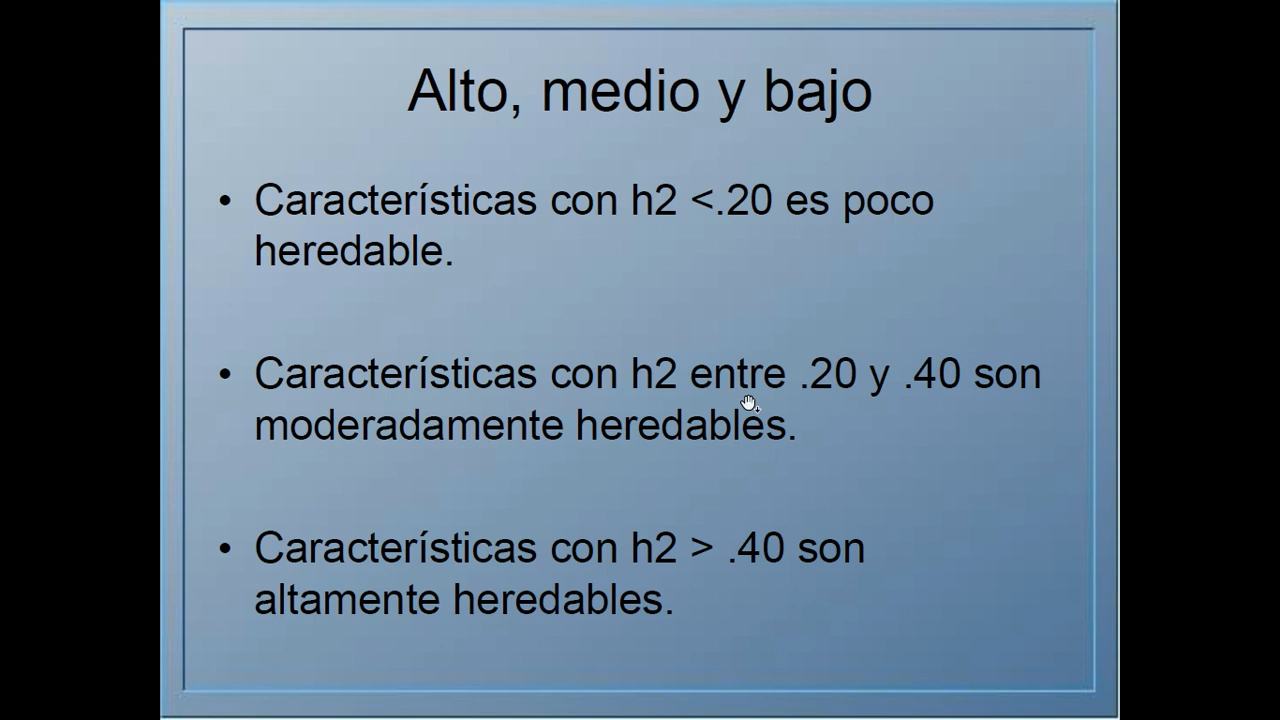 Alto, medio y bajo
• Características con h2 <.20 es poco
heredable.
• Características con h2 entre .20 y .40 son
moderadamente heredables.
• Características con h2 > .40 son
altamente heredables.